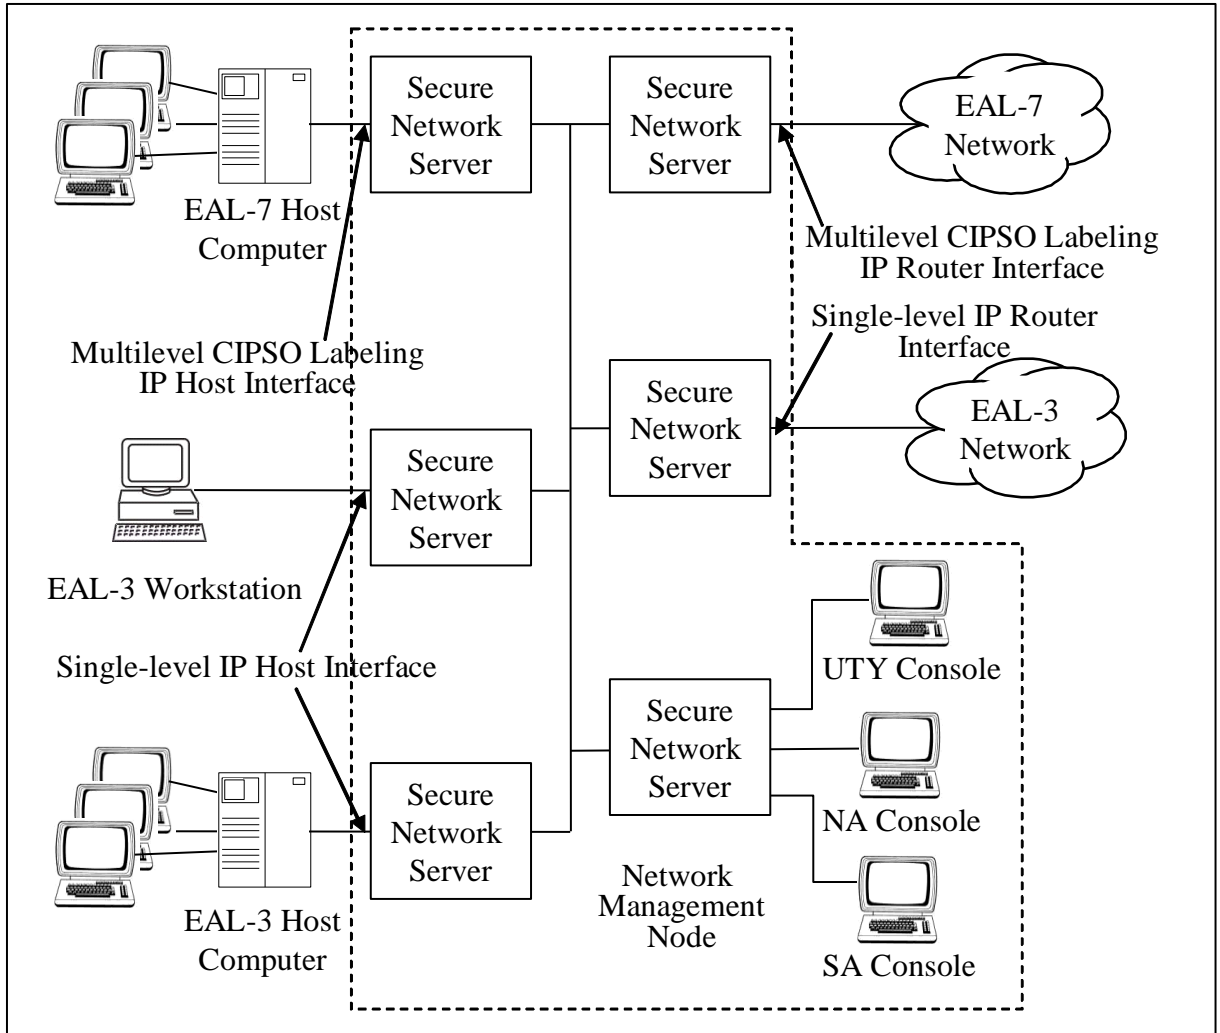 Secure
Network
Server
Secure
Network
Server
EAL-7
Network
EAL-7 Host
Computer
Multilevel CIPSO Labeling
IP Router Interface
Multilevel CIPSO Labeling
IP Host Interface
Single-level IP Router
Interface
Secure
Network
Server
EAL-3
Network
Secure
Network
Server
EAL-3 Workstation
Single-level IP Host Interface
UTY Console
Secure
Network
Server
NA Console
Secure
Network
Server
Network
Management
Node
EAL-3 Host
Computer
SA Console